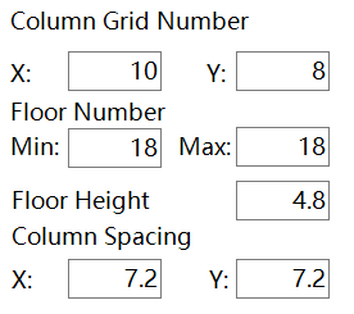 Column Grid Number
X: 10 Y: 8
Floor Number
Min: 18 Max: 18
Floor Height 4.8
Column Spacing
X: 7.2 Y: 7.2